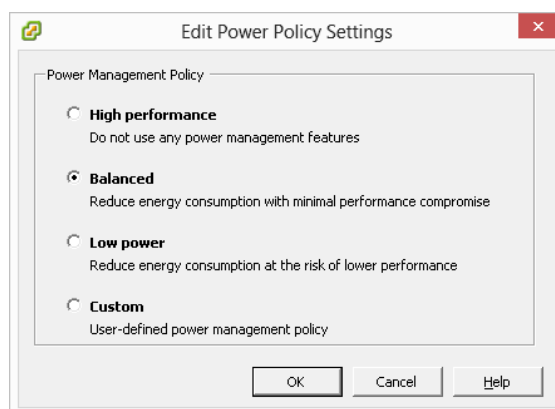 Edit Power Policy Settings
Power Management Policy
High performance
Do not use any power management features
Balanced
Reduce energy consumption with minimal performance compromise
Low power
Reduce energy consumption at the risk of lower performance
Custom
User-defined power management policy
OK Cancel Help